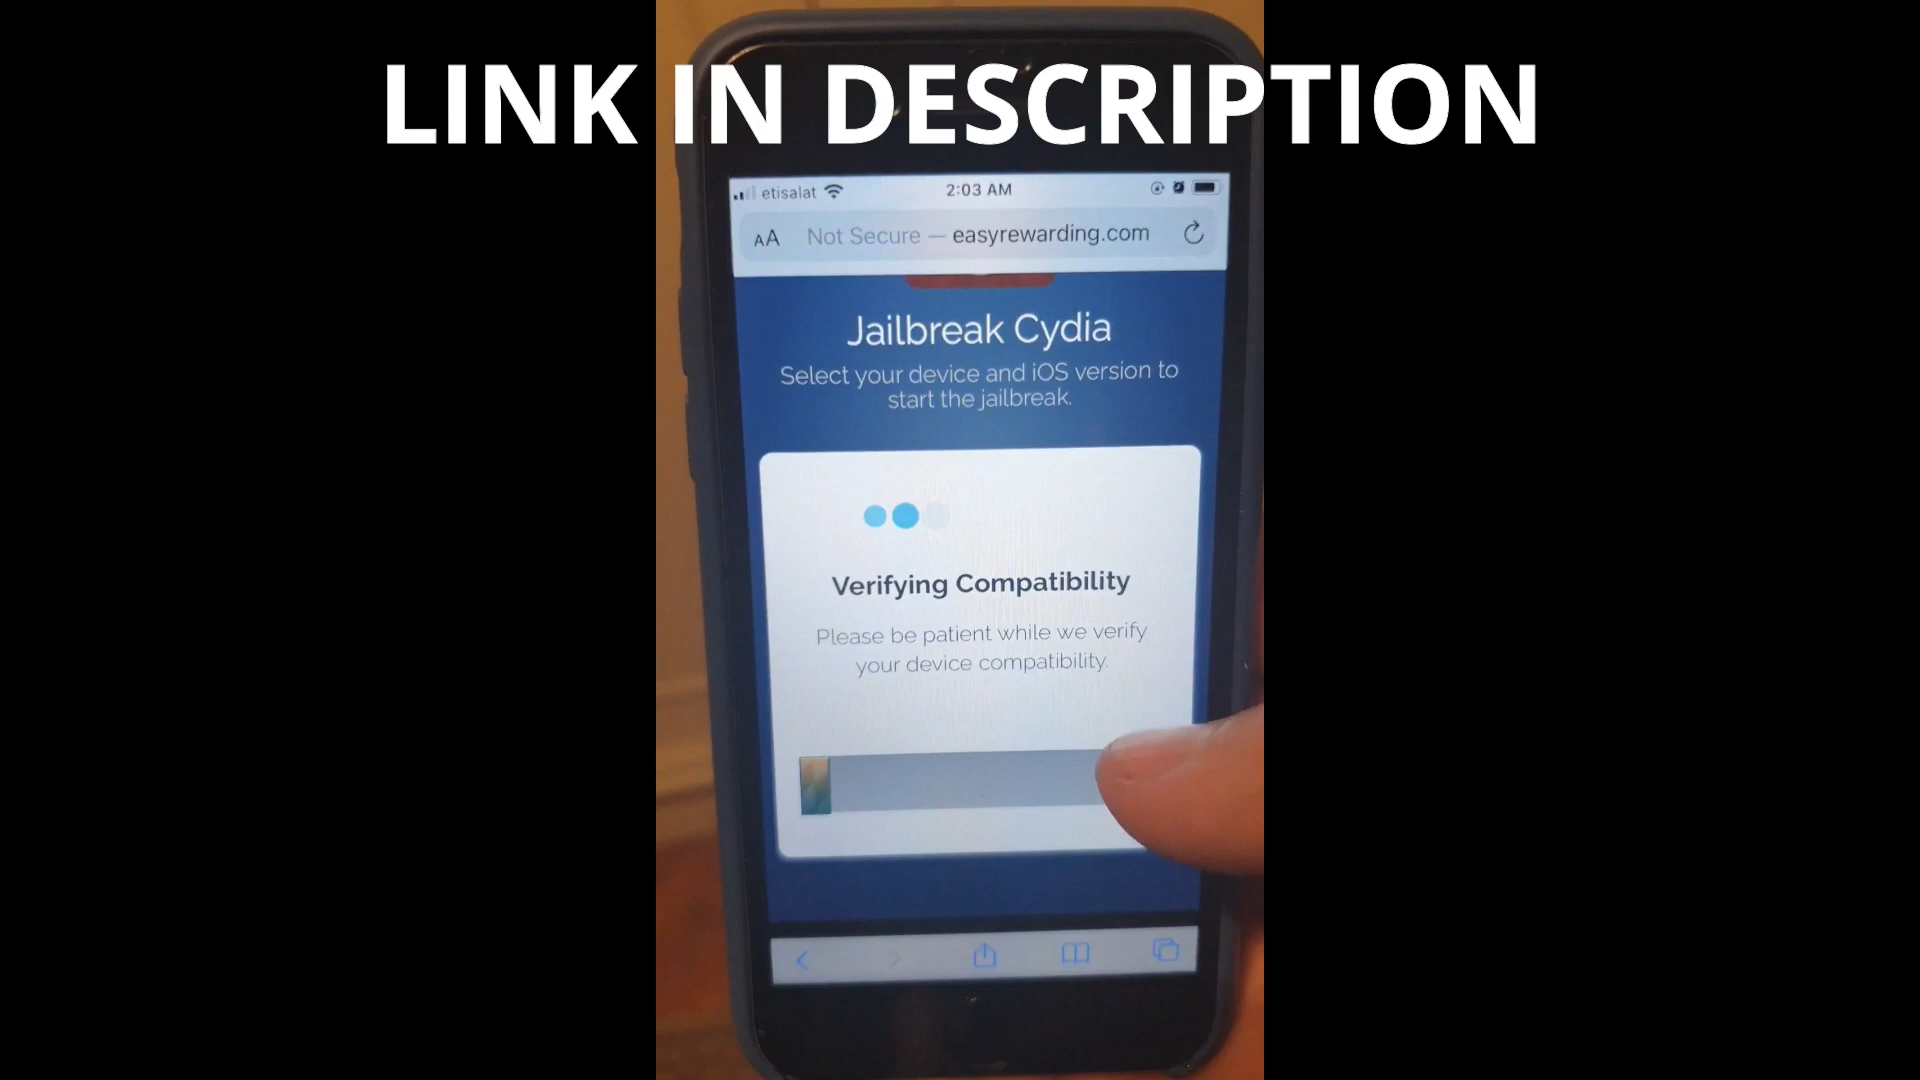 LINK IN DESCRIPTION
etisalat
2:03 AM
AA
Not Secure — easyrewarding.com
Jailbreak Cydia
Select your device and iOS version to
start the jailbreak.
Verifying Compatibility
Please be patient while we verify
your device compatibility.